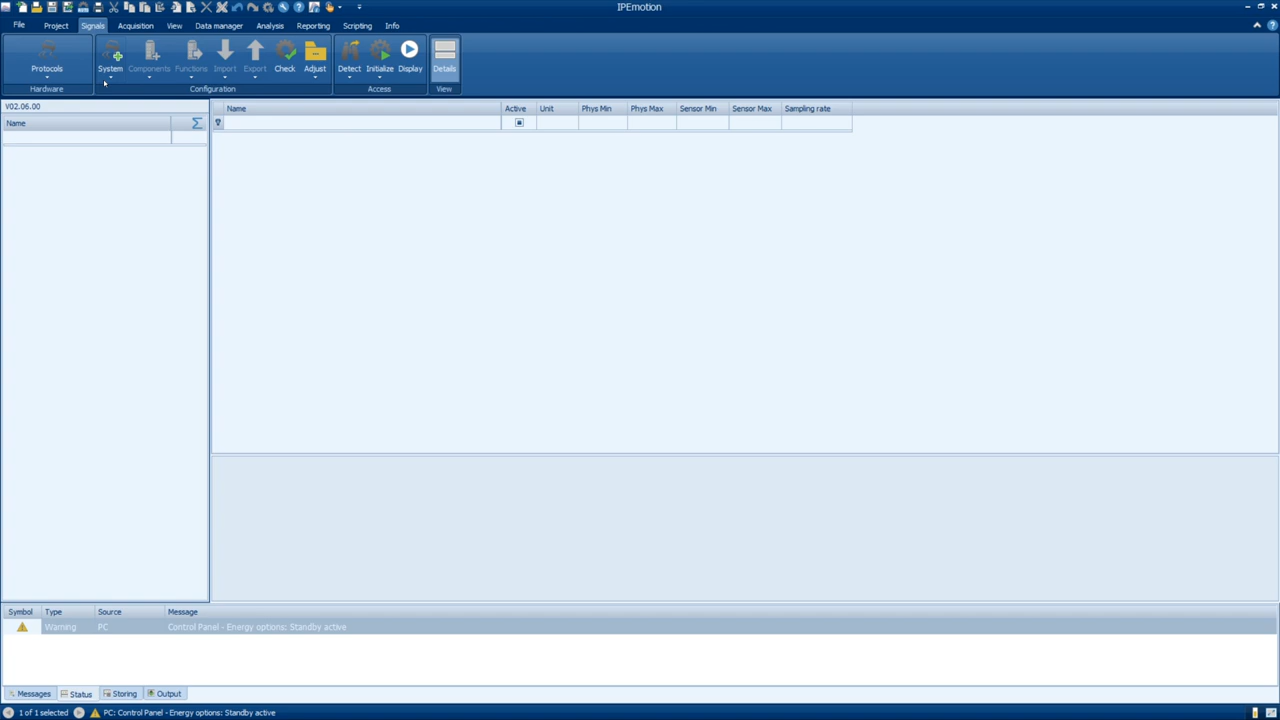 IPEmotion
File Project Signals Acquisition View Data manager Analysis Reporting Scripting Info
Protocols System Components Functions Import Export Check Adjust Detect Initialize Display Details
Hardware Configuration Access View
V02.06.00
Name
Name Active Unit Phys Min Phys Max Sensor Min Sensor Max Sampling rate
Symbol Type Source Message
Warning PC Control Panel - Energy options: Standby active
Messages Status Storing Output
1 of 1 selected PC: Control Panel - Energy options: Standby active